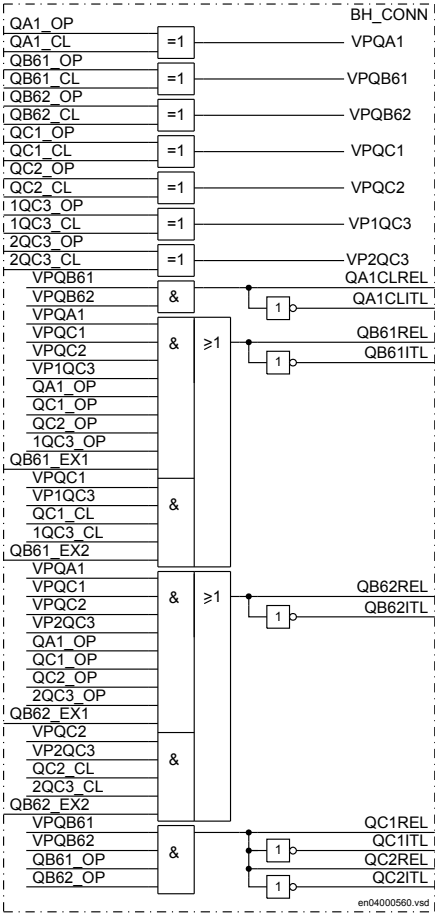 BH_CONN
QA1_OP
QA1_CL =1 VPQA1
QB61_OP
QB61_CL =1 VPQB61
QB62_OP
QB62_CL =1 VPQB62
QC1_OP
QC1_CL =1 VPQC1
QC2_OP
QC2_CL =1 VPQC2
1QC3_OP
1QC3_CL =1 VP1QC3
2QC3_OP
2QC3_CL =1 VP2QC3
VPQB61 QA1CLREL
VPQB62 & 1 QA1CLITL
VPQA1
VPQC1 & ≥1 QB61REL
VPQC2 1 QB61ITL
VP1QC3
QA1_OP
QC1_OP
QC2_OP
1QC3_OP
QB61_EX1
VPQC1
VP1QC3 &
QC1_CL
1QC3_CL
QB61_EX2
VPQA1
VPQC1 & ≥1 QB62REL
VPQC2 1 QB62ITL
VP2QC3
QA1_OP
QC1_OP
QC2_OP
2QC3_OP
QB62_EX1
VPQC2
VP2QC3 &
QC2_CL
2QC3_CL
QB62_EX2
VPQB61 QC1REL
VPQB62 & 1 QC1ITL
QB61_OP QC2REL
QB62_OP 1 QC2ITL
en04000560.vsd